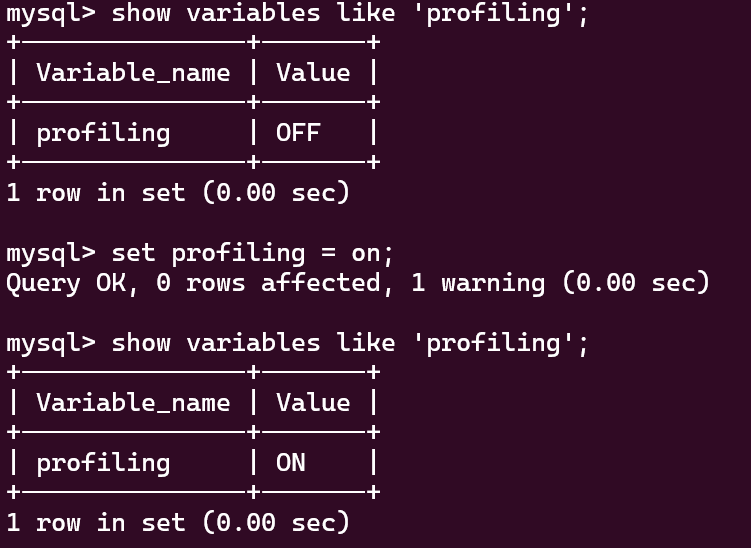 mysql> show variables like 'profiling';
+---------------+-------+
| Variable_name | Value |
+---------------+-------+
| profiling     | OFF   |
+---------------+-------+
1 row in set (0.00 sec)

mysql> set profiling = on;
Query OK, 0 rows affected, 1 warning (0.00 sec)

mysql> show variables like 'profiling';
+---------------+-------+
| Variable_name | Value |
+---------------+-------+
| profiling     | ON    |
+---------------+-------+
1 row in set (0.00 sec)